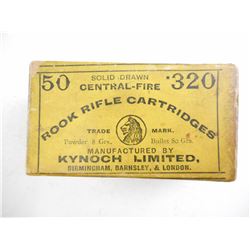 50 SOLID DRAWN ·320
CENTRAL-FIRE
ROOK RIFLE CARTRIDGES
TRADE MARK.
Powder 8 Grs. Bullet 80 Grs.
MANUFACTURED BY
KYNOCH LIMITED,
BIRMINGHAM, BARNSLEY, & LONDON.